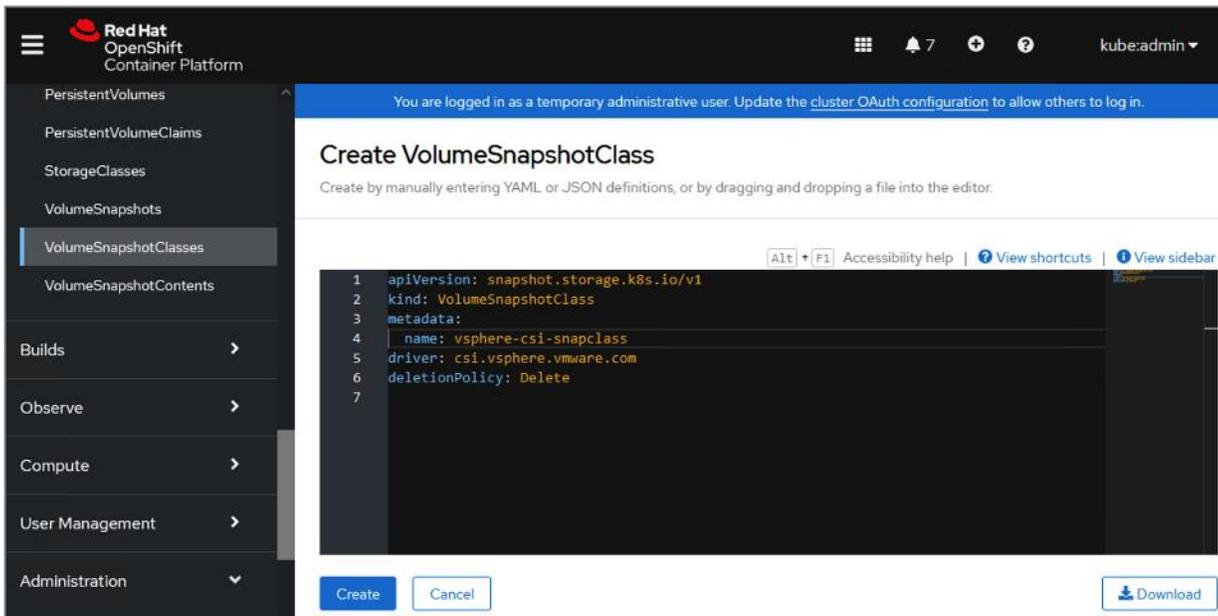 Red Hat
OpenShift
Container Platform
7
kube:admin
PersistentVolumes
PersistentVolumeClaims
StorageClasses
VolumeSnapshots
VolumeSnapshotClasses
VolumeSnapshotContents
Builds
Observe
Compute
User Management
Administration
You are logged in as a temporary administrative user. Update the cluster OAuth configuration to allow others to log in.
Create VolumeSnapshotClass
Create by manually entering YAML or JSON definitions, or by dragging and dropping a file into the editor.
Alt + F1 Accessibility help | View shortcuts | View sidebar
1 apiVersion: snapshot.storage.k8s.io/v1
2 kind: VolumeSnapshotClass
3 metadata:
4 name: vsphere-csi-snapclass
5 driver: csi.vsphere.vmware.com
6 deletionPolicy: Delete
7
Create Cancel Download